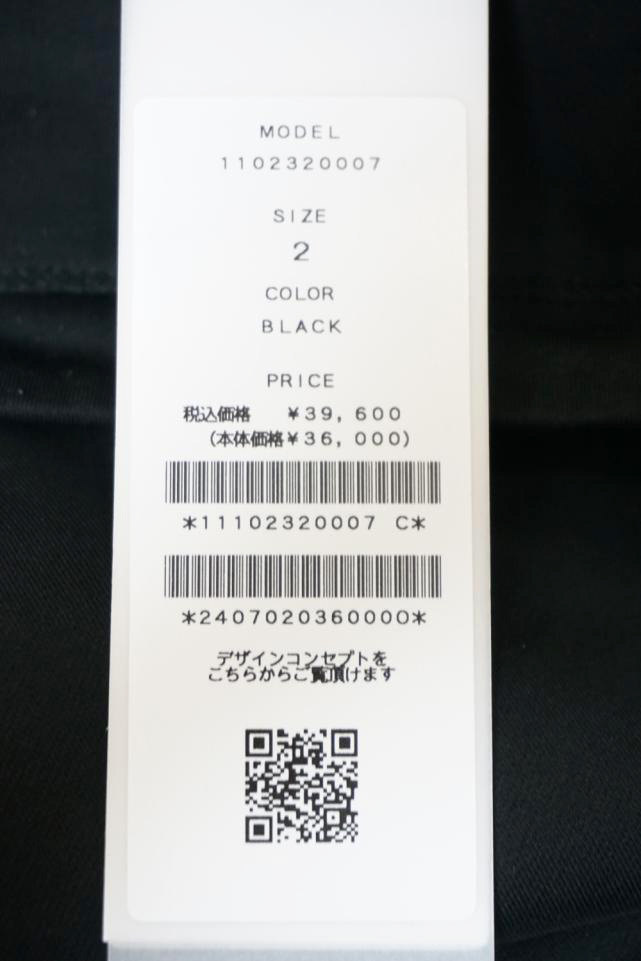 MODEL
1102320007
SIZE
2
COLOR
BLACK
PRICE
税込価格 ¥39,600
(本体価格¥36,000)
*11102320007 C*
*2407020360000*
デザインコンセプトを
こちらからご覧頂けます